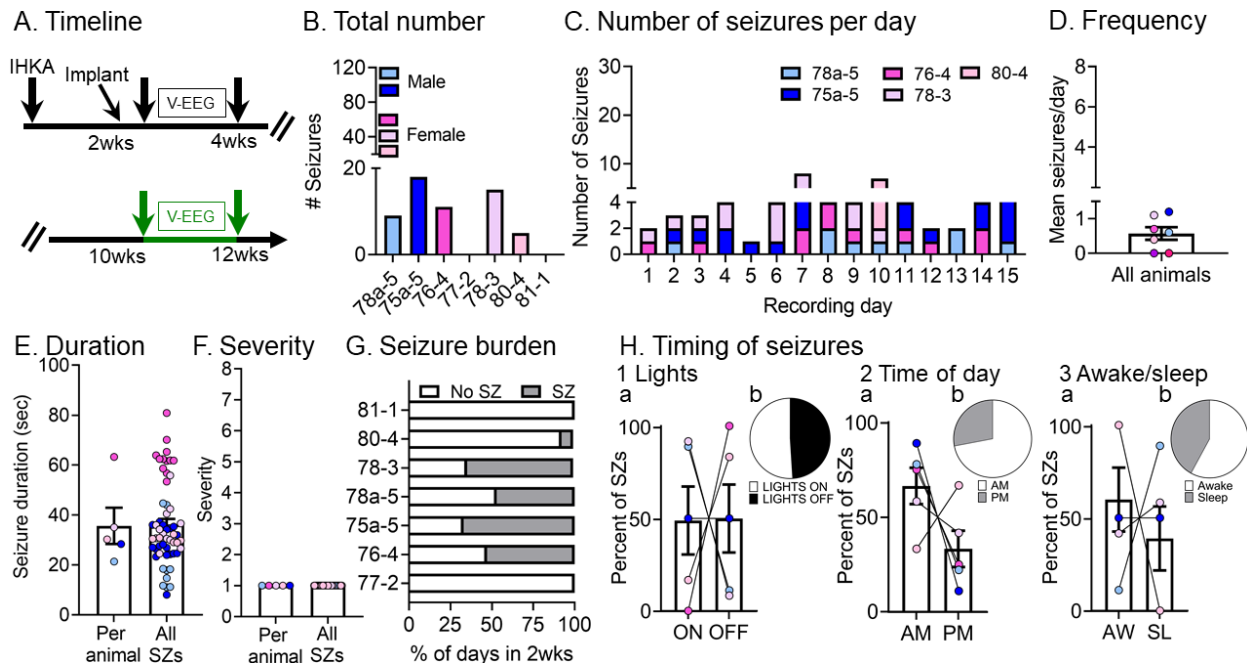 A. Timeline
IHKA
Implant
V-EEG
2wks
4wks
V-EEG
10wks
12wks
B. Total number
# Seizures
120
100
80
60
40
20
0
Male
Female
78a-5
75a-5
76-4
77-2
78-3
80-4
81-1
C. Number of seizures per day
Number of Seizures
30
20
10
4
2
0
78a-5
76-4
80-4
75a-5
78-3
1 2 3 4 5 6 7 8 9 10 11 12 13 14 15
Recording day
D. Frequency
Mean seizures/day
8
6
4
2
1
0
All animals
E. Duration
Seizure duration (sec)
100
80
60
40
20
0
Per animal
All SZs
F. Severity
Severity
8
7
6
5
4
3
2
1
0
Per animal
All SZs
G. Seizure burden
No SZ
SZ
81-1
80-4
78-3
78a-5
75a-5
76-4
77-2
0 25 50 75 100
% of days in 2wks
H. Timing of seizures
1 Lights
a
b
Percent of SZs
100
50
0
ON OFF
LIGHTS ON
LIGHTS OFF
2 Time of day
a
b
Percent of SZs
100
50
0
AM PM
AM
PM
3 Awake/sleep
a
b
Percent of SZs
100
50
0
AW SL
Awake
Sleep